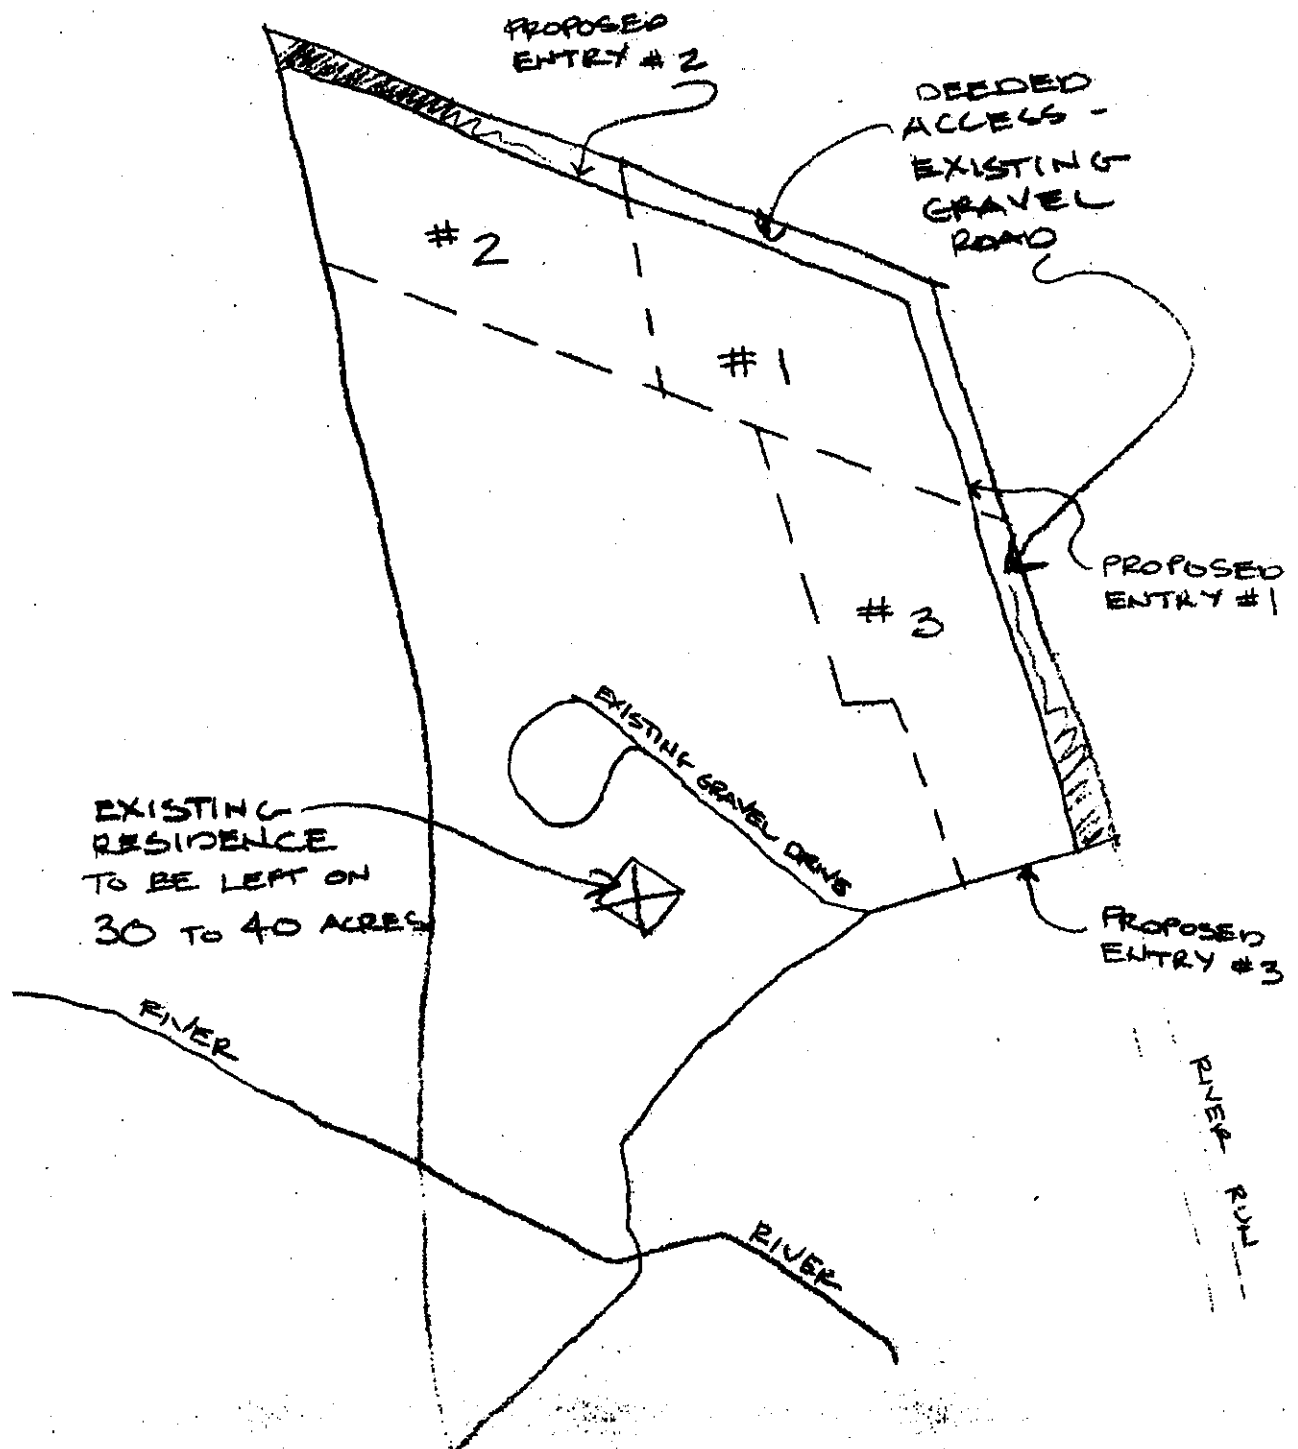 PROPOSED
ENTRY # 2
DEEDED
ACCESS -
EXISTING
GRAVEL
ROAD
#2
#1
PROPOSED
ENTRY #1
#3
EXISTING GRAVEL DRIVE
EXISTING
RESIDENCE
TO BE LEFT ON
30 TO 40 ACRES
PROPOSED
ENTRY #3
RIVER
RIVER RUN
RIVER